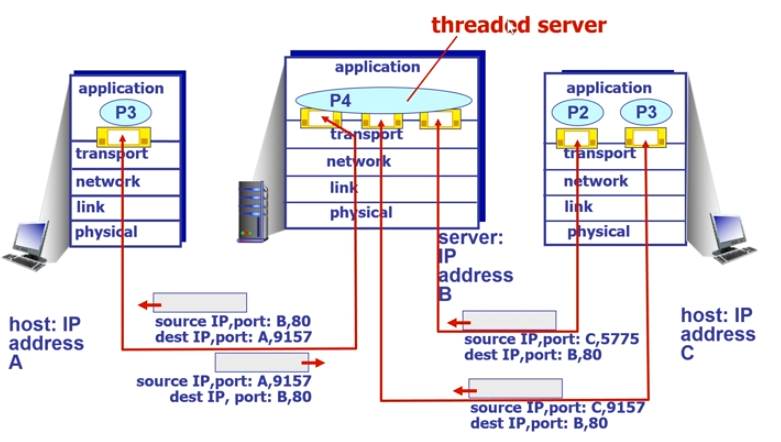 threaded server
application
P3
transport
network
link
physical
application
P4
transport
network
link
physical
application
P2
P3
transport
network
link
physical
host: IP
address
A
server:
IP
address
B
host: IP
address
C
source IP,port: B,80
dest IP,port: A,9157
source IP,port: A,9157
dest IP, port: B,80
source IP,port: C,5775
dest IP,port: B,80
source IP,port: C,9157
dest IP,port: B,80